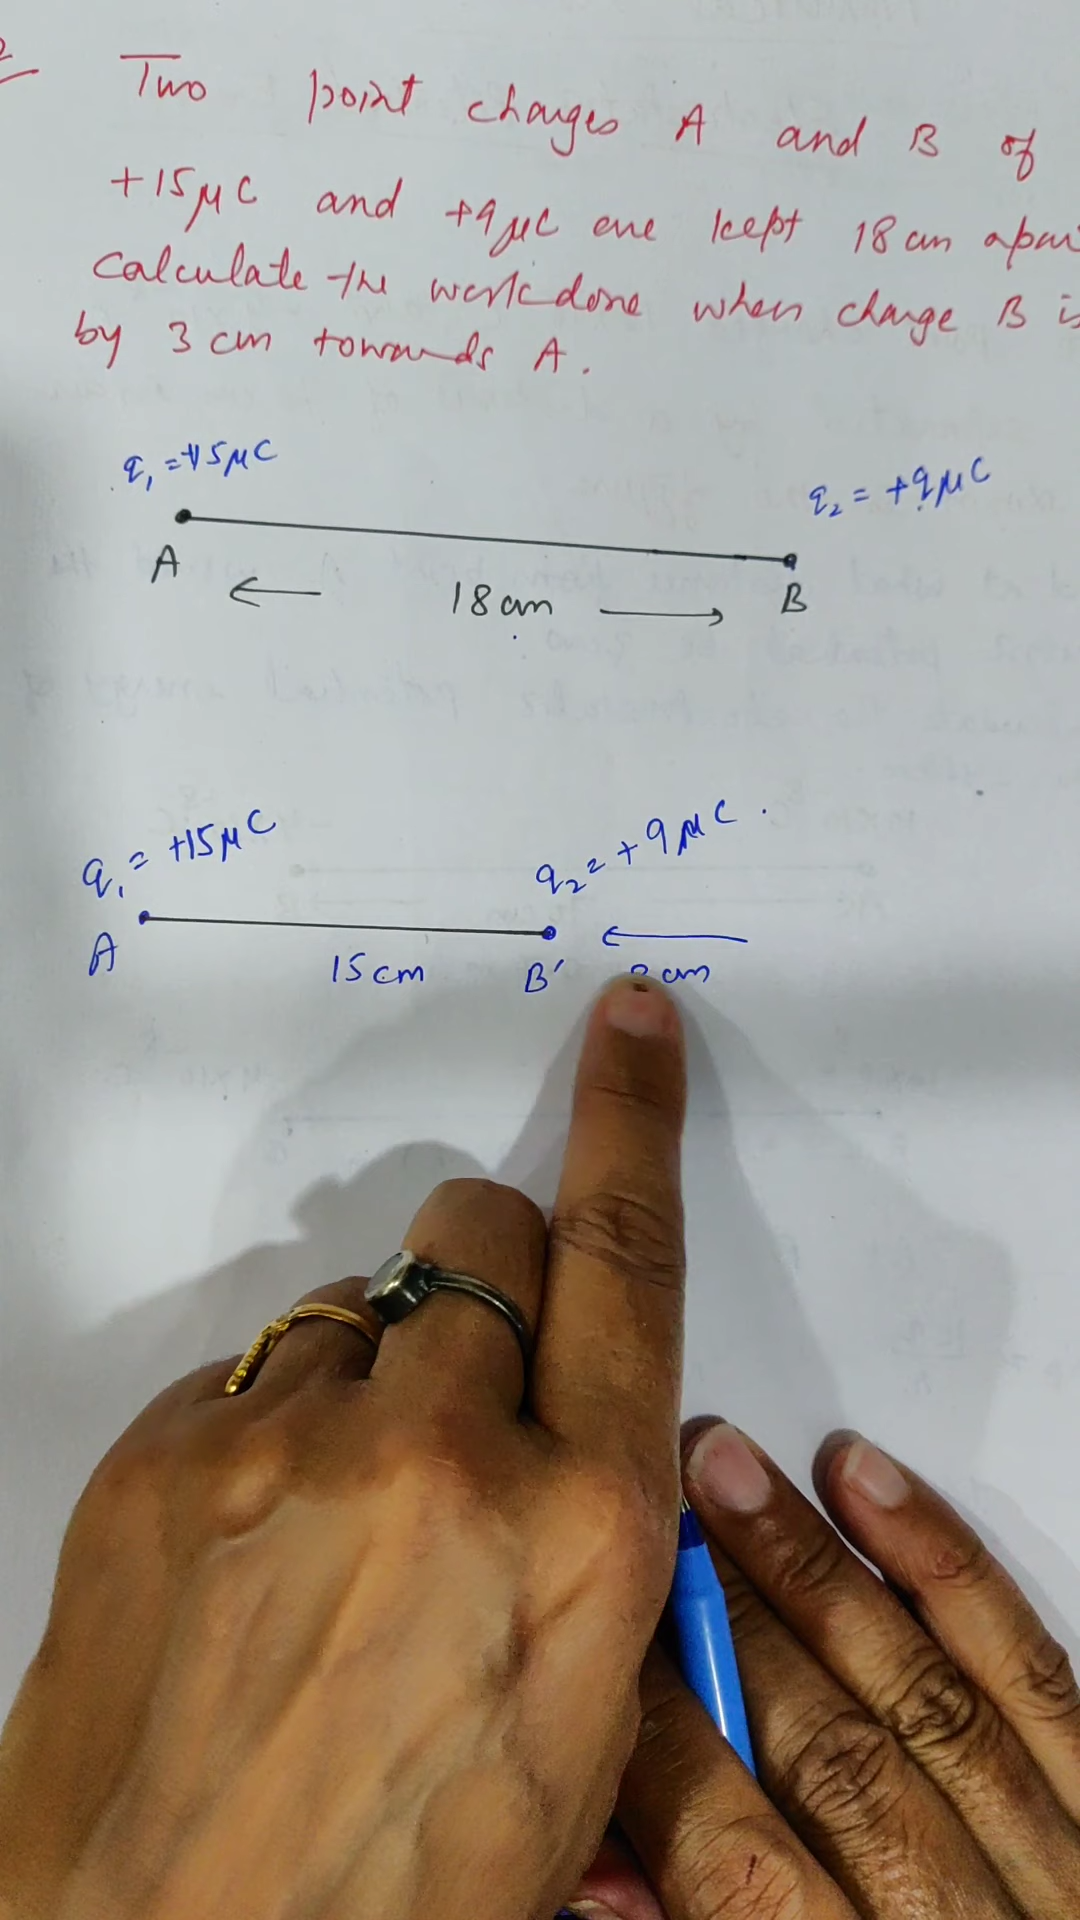 Two point charges A and B of
+15μC and +9μC are kept 18 cm apar
Calculate the work done when charge B is
by 3 cm towards A.
q₁ = +15μC
q₂ = +9μC
A
18 cm
B
q₁ = +15μC
q₂ = +9μC
A
15 cm
B′
cm